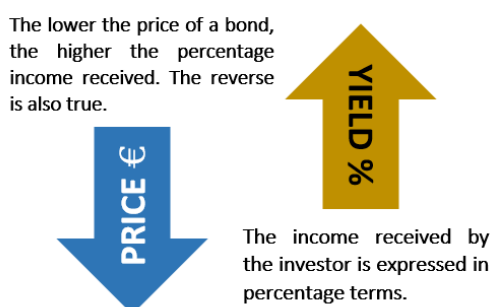 The lower the price of a bond,
the higher the percentage
income received. The reverse
is also true.
YIELD %
PRICE €
The income received by
the investor is expressed in
percentage terms.